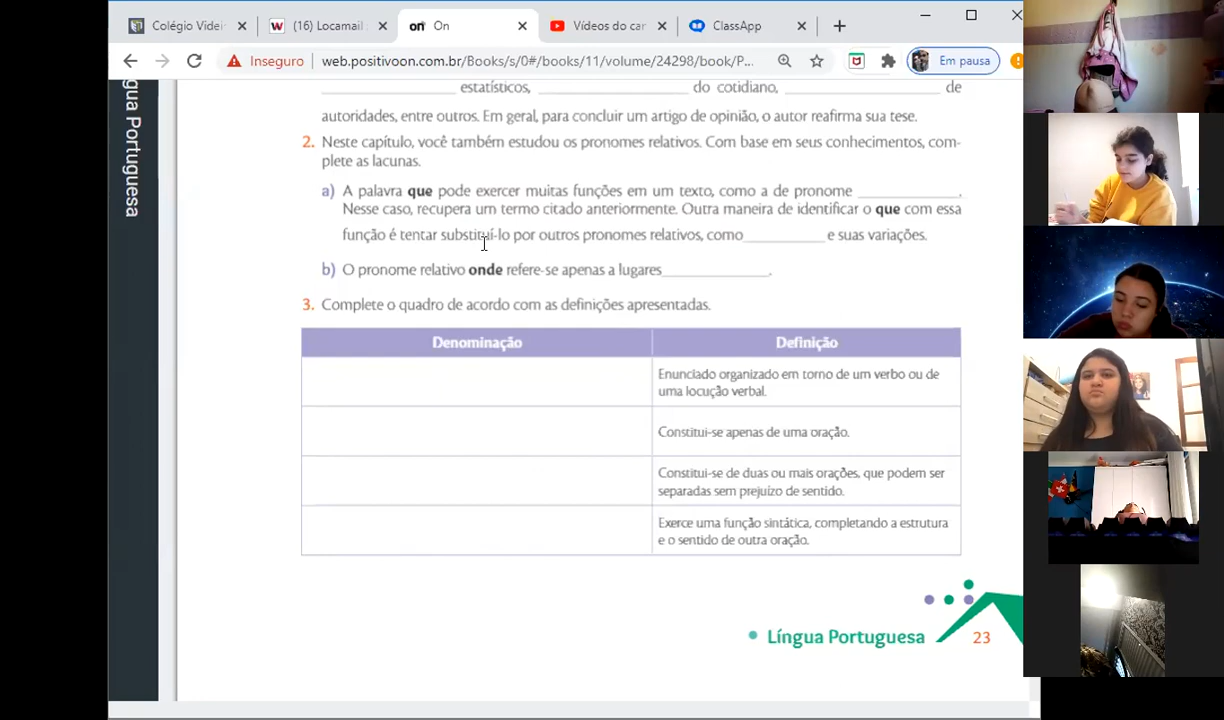 Colégio Videi
(16) Locamail
On
Vídeos do car
ClassApp
Inseguro
web.positivoon.com.br/Books/s/0#/books/11/volume/24298/book/P...
Em pausa
gua Portuguesa
estatísticos, do cotidiano, de
autoridades, entre outros. Em geral, para concluir um artigo de opinião, o autor reafirma sua tese.
2. Neste capítulo, você também estudou os pronomes relativos. Com base em seus conhecimentos, com-
plete as lacunas.
a) A palavra que pode exercer muitas funções em um texto, como a de pronome ____________.
Nesse caso, recupera um termo citado anteriormente. Outra maneira de identificar o que com essa
função é tentar substituí-lo por outros pronomes relativos, como__________ e suas variações.
b) O pronome relativo onde refere-se apenas a lugares_____________.
3. Complete o quadro de acordo com as definições apresentadas.
Denominação Definição
Enunciado organizado em torno de um verbo ou de
uma locução verbal.
Constitui-se apenas de uma oração.
Constitui-se de duas ou mais orações, que podem ser
separadas sem prejuízo de sentido.
Exerce uma função sintática, completando a estrutura
e o sentido de outra oração.
Língua Portuguesa 23